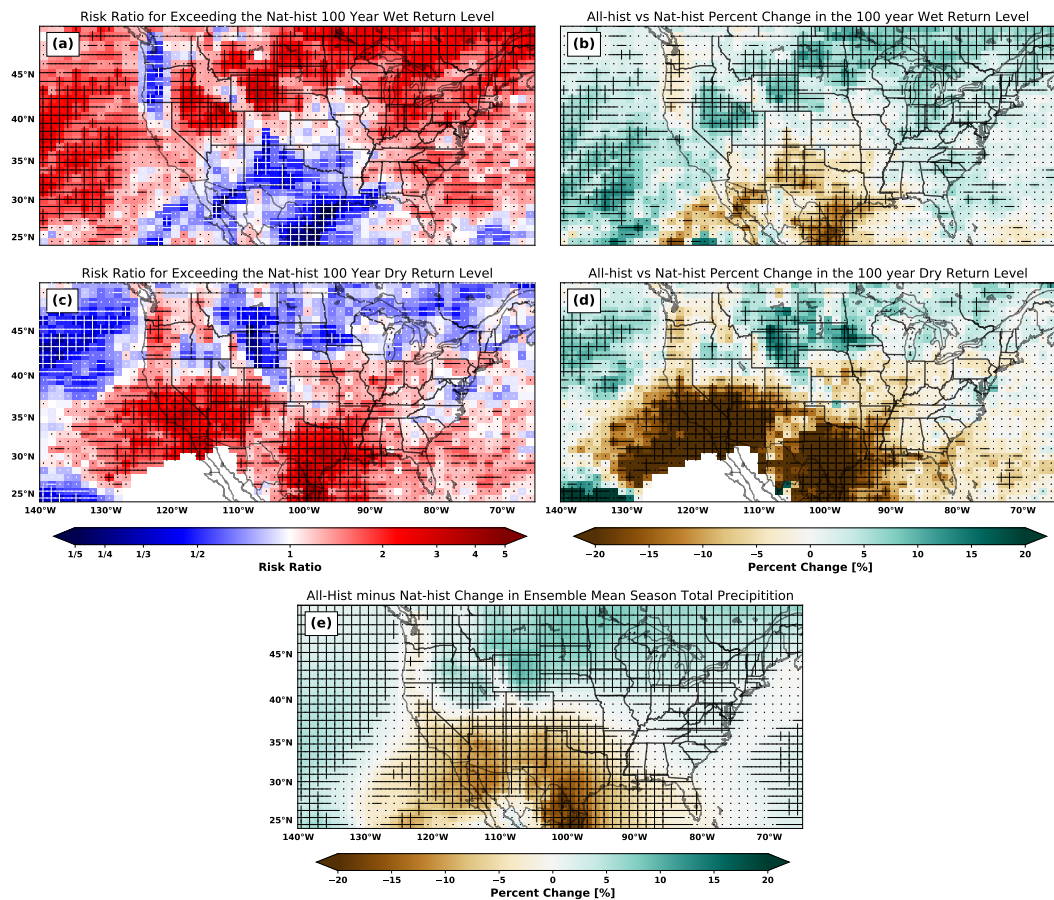 Risk Ratio for Exceeding the Nat-hist 100 Year Wet Return Level
All-hist vs Nat-hist Percent Change in the 100 year Wet Return Level
(a)
(b)
45°N
40°N
35°N
30°N
25°N
Risk Ratio for Exceeding the Nat-hist 100 Year Dry Return Level
All-hist vs Nat-hist Percent Change in the 100 year Dry Return Level
(c)
(d)
45°N
40°N
35°N
30°N
25°N
140°W 130°W 120°W 110°W 100°W 90°W 80°W 70°W
140°W 130°W 120°W 110°W 100°W 90°W 80°W 70°W
1/5 1/4 1/3 1/2 1 2 3 4 5
Risk Ratio
−20 −15 −10 −5 0 5 10 15 20
Percent Change [%]
All-Hist minus Nat-hist Change in Ensemble Mean Season Total Precipitition
(e)
45°N
40°N
35°N
30°N
25°N
140°W 130°W 120°W 110°W 100°W 90°W 80°W 70°W
−20 −15 −10 −5 0 5 10 15 20
Percent Change [%]